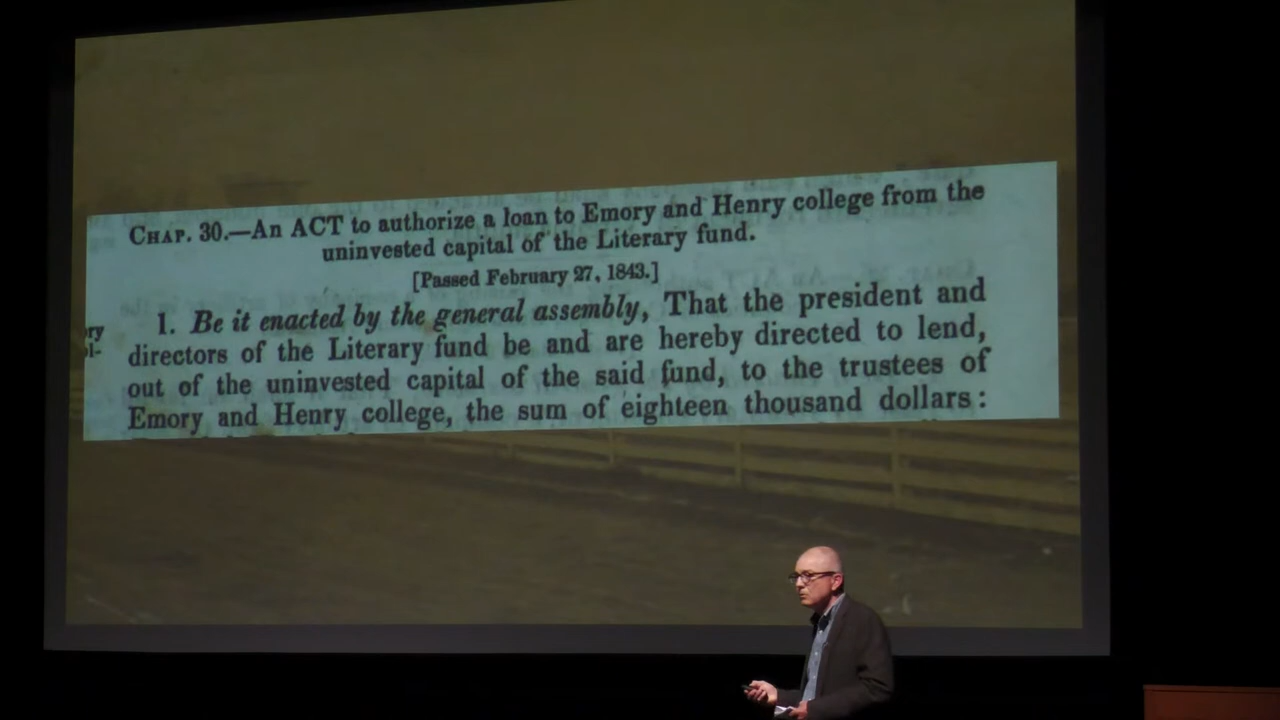 CHAP. 30.—An ACT to authorize a loan to Emory and Henry college from the
uninvested capital of the Literary fund.
[Passed February 27, 1843.]
1. Be it enacted by the general assembly, That the president and
directors of the Literary fund be and are hereby directed to lend,
out of the uninvested capital of the said fund, to the trustees of
Emory and Henry college, the sum of eighteen thousand dollars: